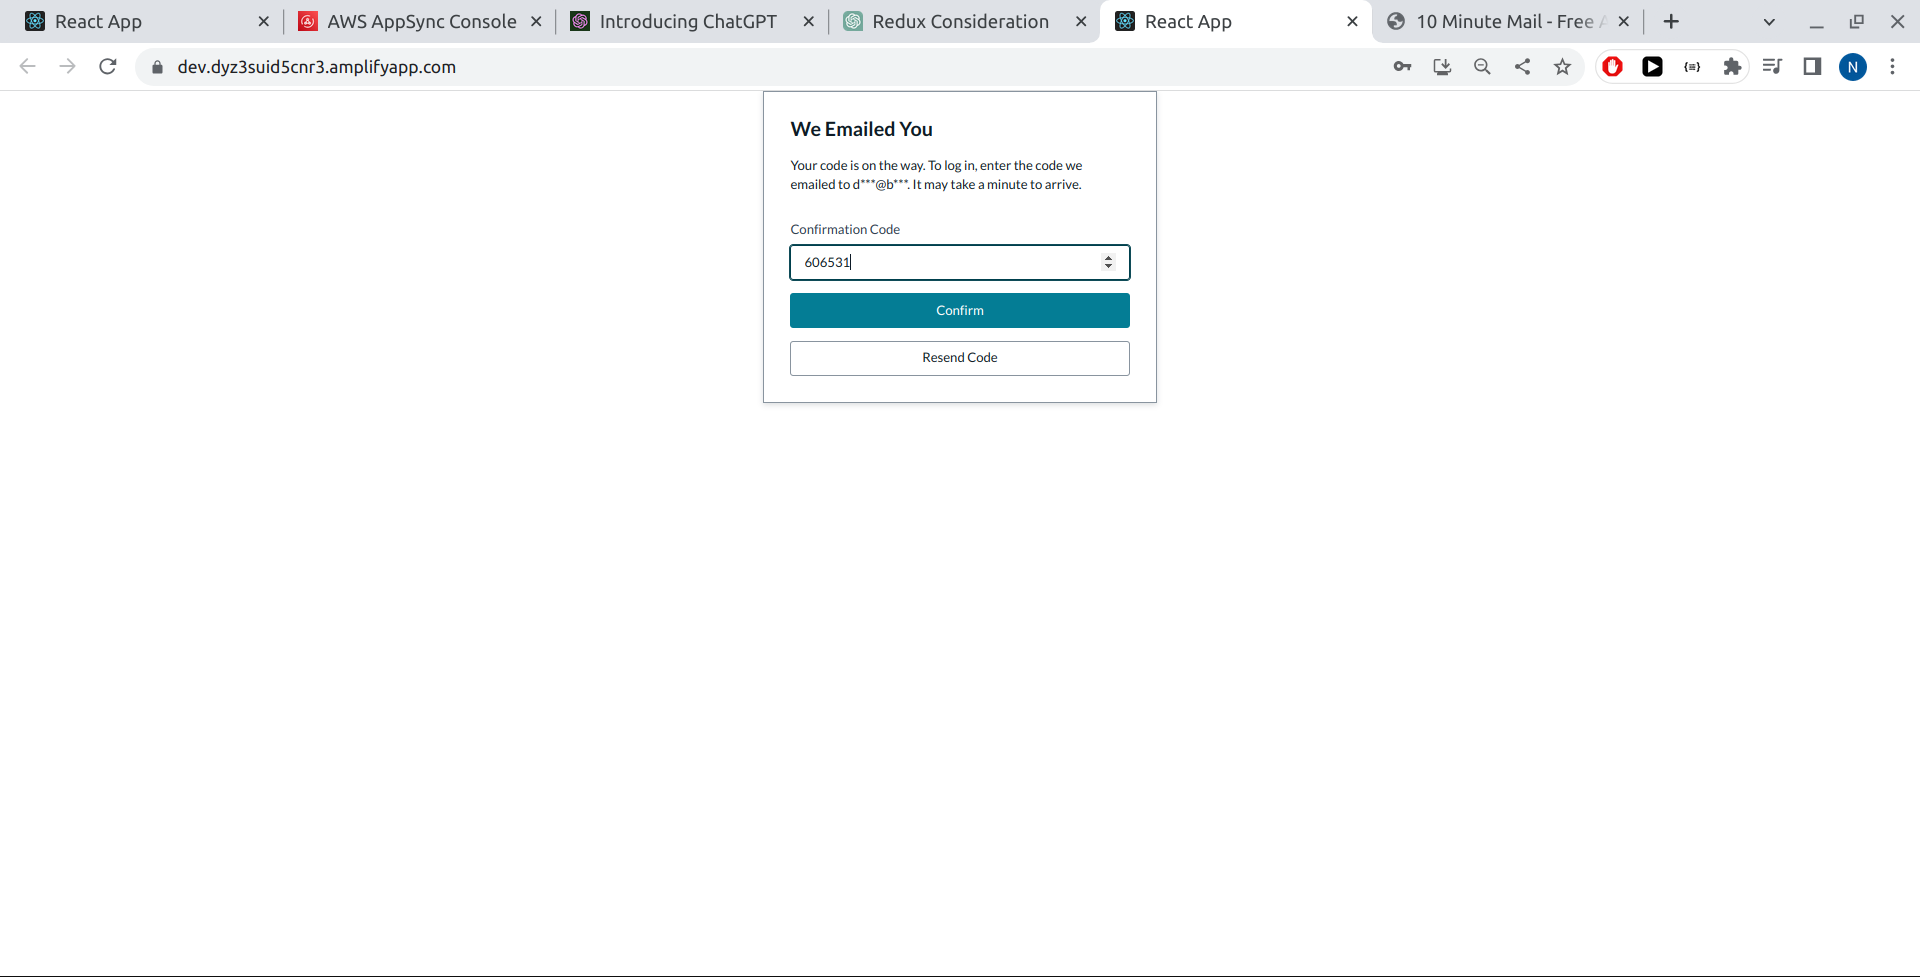 React App
AWS AppSync Console
Introducing ChatGPT
Redux Consideration
React App
10 Minute Mail - Free
dev.dyz3suid5cnr3.amplifyapp.com
N
We Emailed You
Your code is on the way. To log in, enter the code we
emailed to d***@b***. It may take a minute to arrive.
Confirmation Code
606531
Confirm
Resend Code